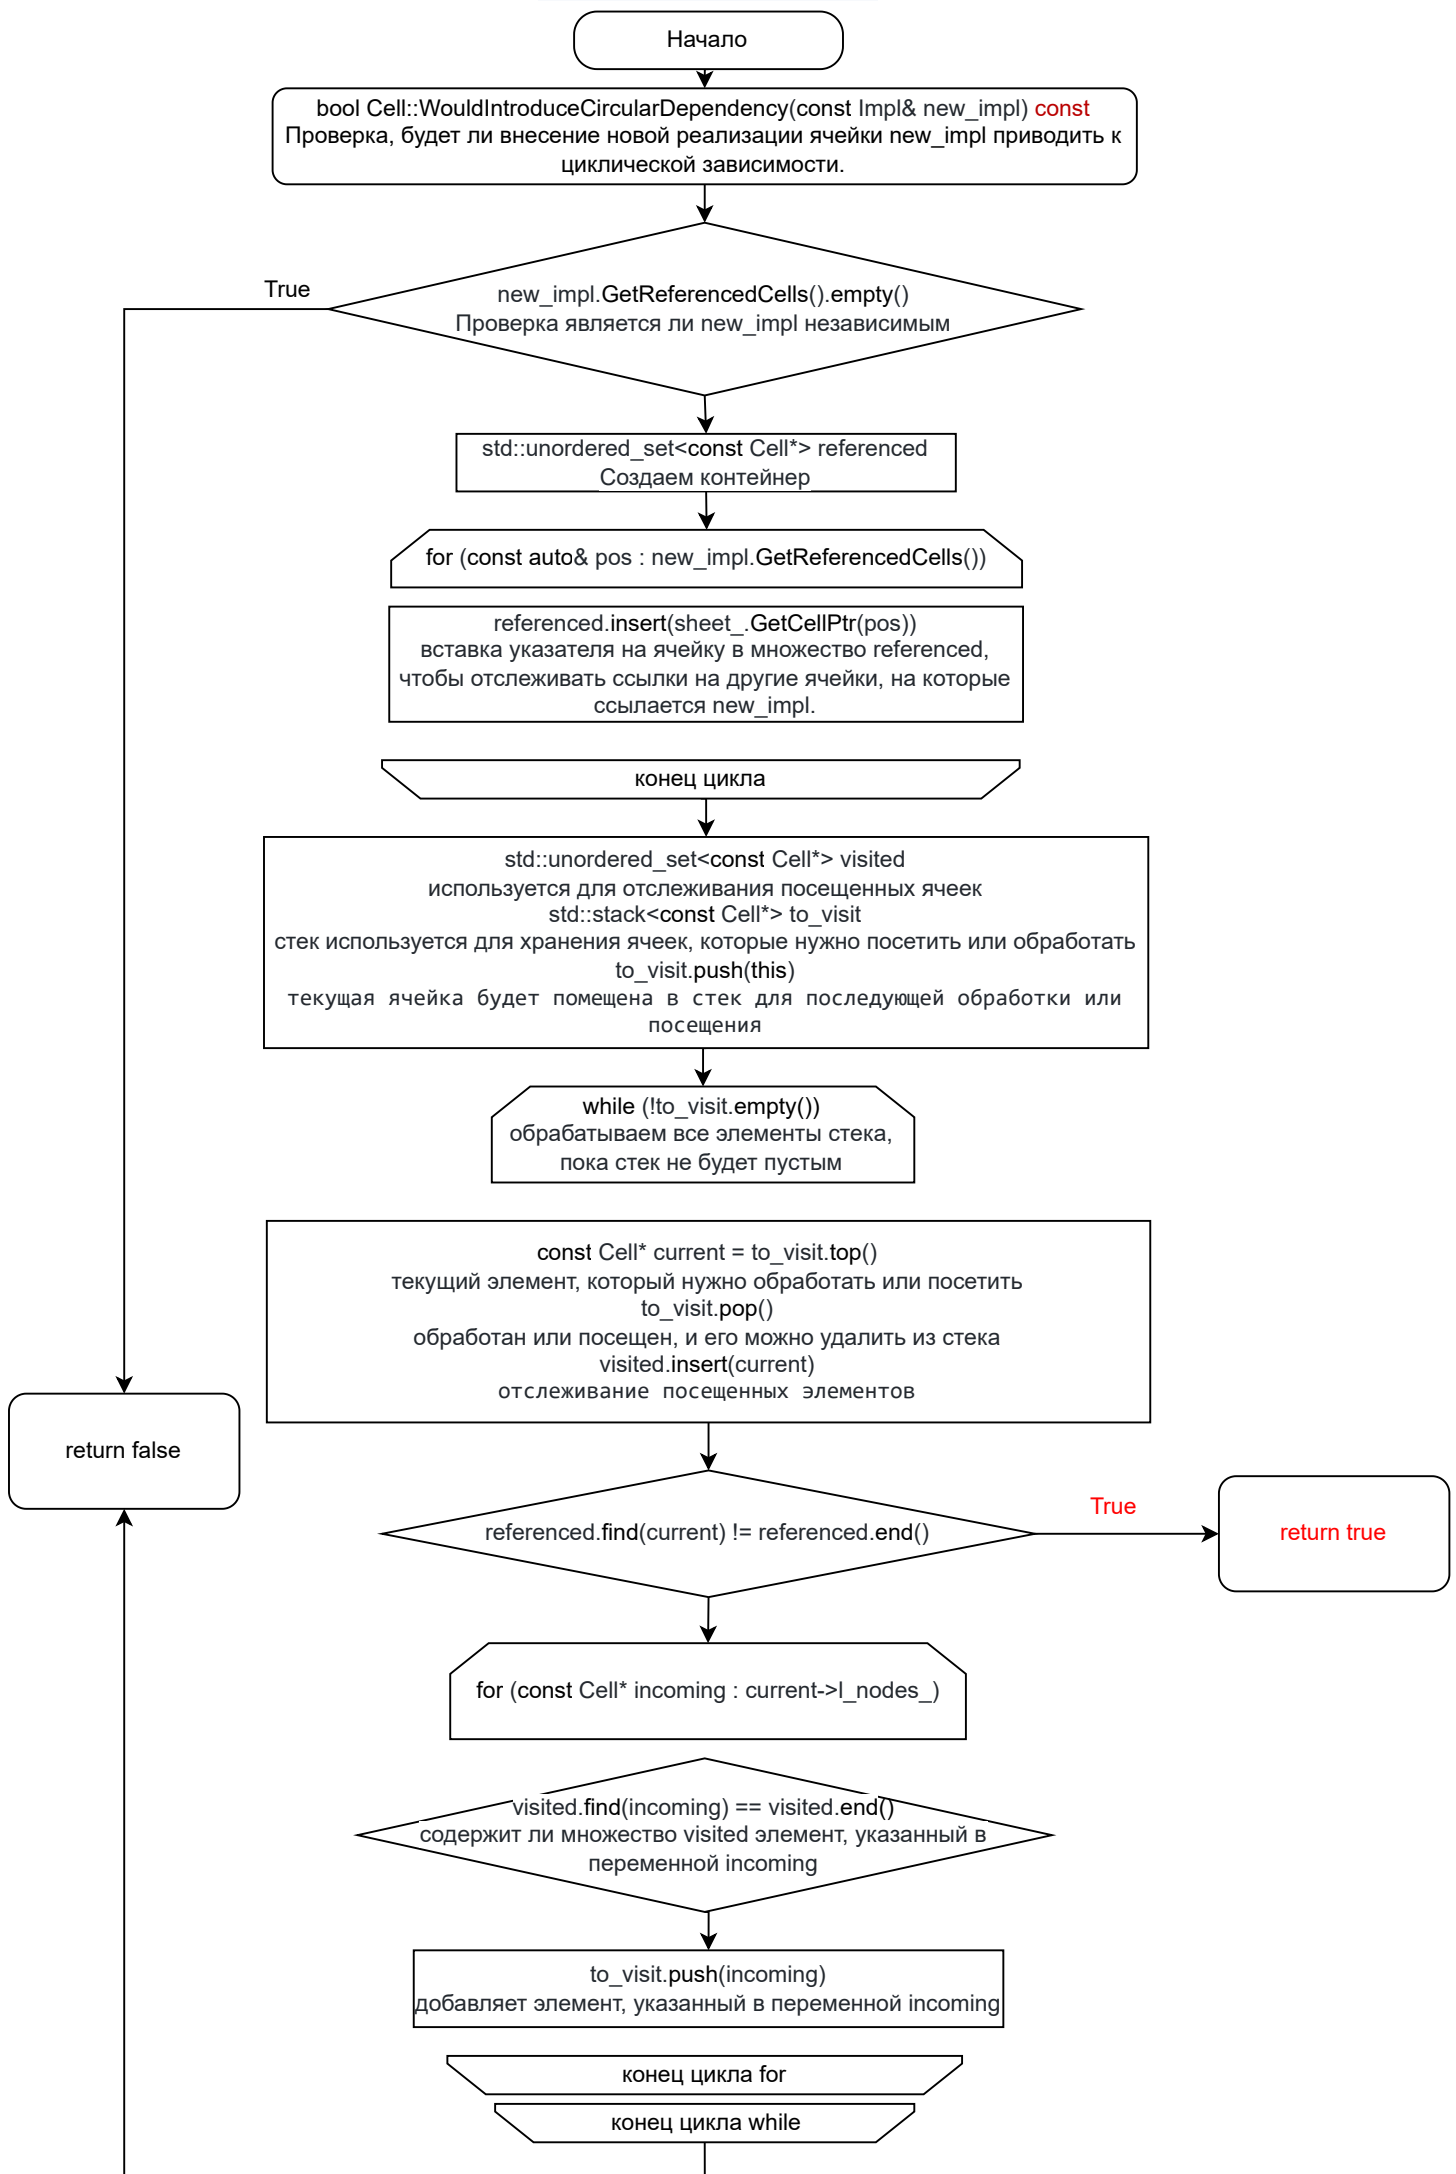 Начало
bool Cell::WouldIntroduceCircularDependency(const Impl& new_impl) const
Проверка, будет ли внесение новой реализации ячейки new_impl приводить к
циклической зависимости.
True
new_impl.GetReferencedCells().empty()
Проверка является ли new_impl независимым
std::unordered_set<const Cell*> referenced
Создаем контейнер
for (const auto& pos : new_impl.GetReferencedCells())
referenced.insert(sheet_.GetCellPtr(pos))
вставка указателя на ячейку в множество referenced,
чтобы отслеживать ссылки на другие ячейки, на которые
ссылается new_impl.
конец цикла
std::unordered_set<const Cell*> visited
используется для отслеживания посещенных ячеек
std::stack<const Cell*> to_visit
стек используется для хранения ячеек, которые нужно посетить или обработать
to_visit.push(this)
текущая ячейка будет помещена в стек для последующей обработки или
посещения
while (!to_visit.empty())
обрабатываем все элементы стека,
пока стек не будет пустым
const Cell* current = to_visit.top()
текущий элемент, который нужно обработать или посетить
to_visit.pop()
обработан или посещен, и его можно удалить из стека
visited.insert(current)
отслеживание посещенных элементов
return false
referenced.find(current) != referenced.end()
True
return true
for (const Cell* incoming : current->l_nodes_)
visited.find(incoming) == visited.end()
содержит ли множество visited элемент, указанный в
переменной incoming
to_visit.push(incoming)
добавляет элемент, указанный в переменной incoming
конец цикла for
конец цикла while